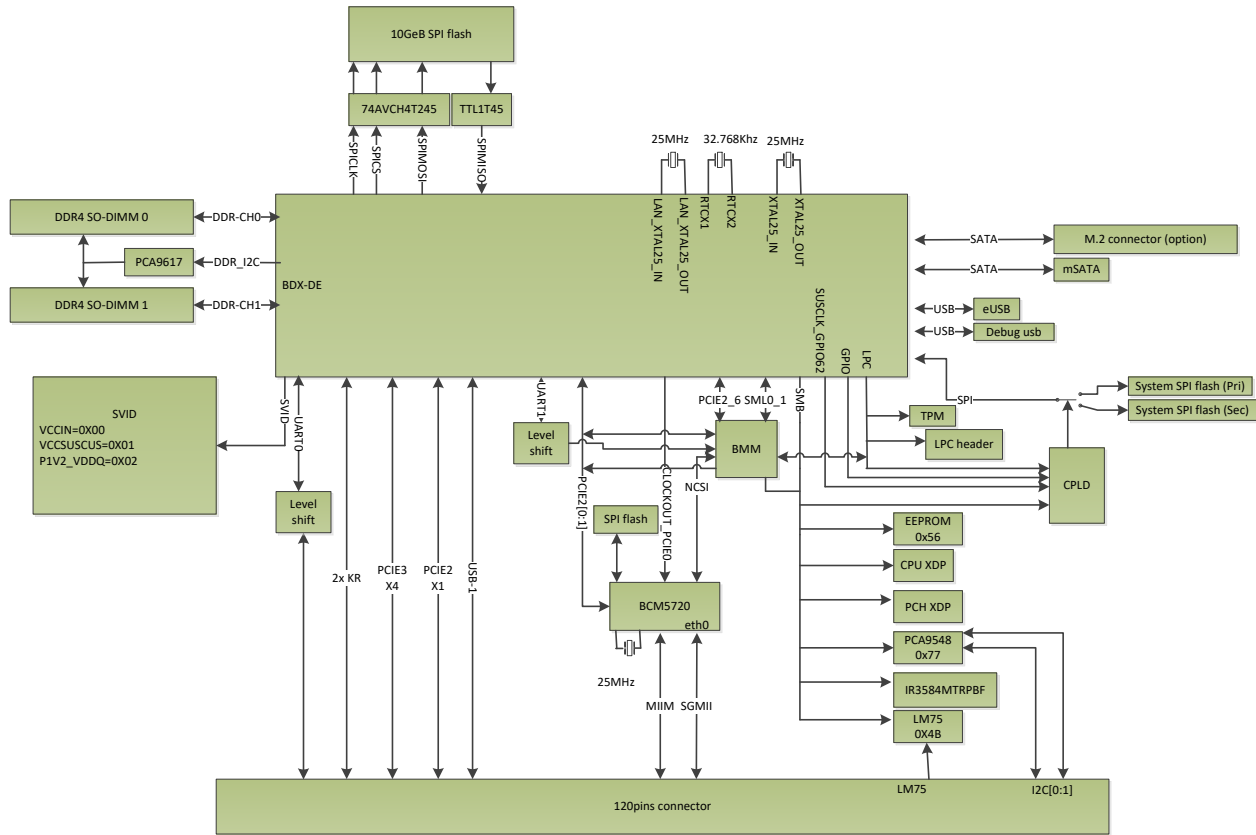 10GeB SPI flash
74AVCH4T245
TTL1T45
SPICLK
SPICS
SPIMOSI
SPIMISO
25MHz
32.768Khz
25MHz
LAN_XTAL25_IN
LAN_XTAL25_OUT
RTCX1
RTCX2
XTAL25_IN
XTAL25_OUT
DDR4 SO-DIMM 0
DDR-CH0
PCA9617
DDR_I2C
DDR4 SO-DIMM 1
DDR-CH1
BDX-DE
SATA
M.2 connector (option)
SATA
mSATA
USB
eUSB
USB
Debug usb
SUSCLK_GPIO62
GPIO
LPC
SPI
System SPI flash (Pri)
System SPI flash (Sec)
SVID
VCCIN=0X00
VCCSUSCUS=0X01
P1V2_VDDQ=0X02
SVID
UART0
Level
shift
UART1
Level
shift
PCIE2_6
SML0_1
SMB
BMM
TPM
LPC header
CPLD
PCIE2[0:1]
CLOCKOUT_PCIE0
NCSI
SPI flash
EEPROM
0x56
CPU XDP
PCH XDP
PCA9548
0x77
IR3584MTRPBF
LM75
0X4B
2x KR
PCIE3
X4
PCIE2
X1
USB-1
BCM5720
eth0
25MHz
MIIM
SGMII
LM75
I2C[0:1]
120pins connector